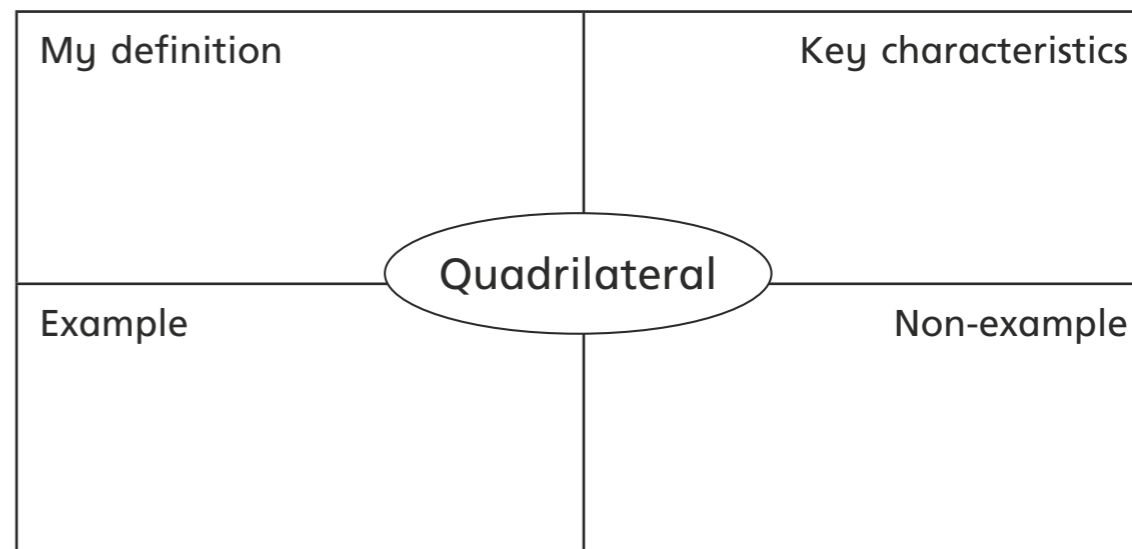 My definition
Key characteristics
Quadrilateral
Example
Non-example